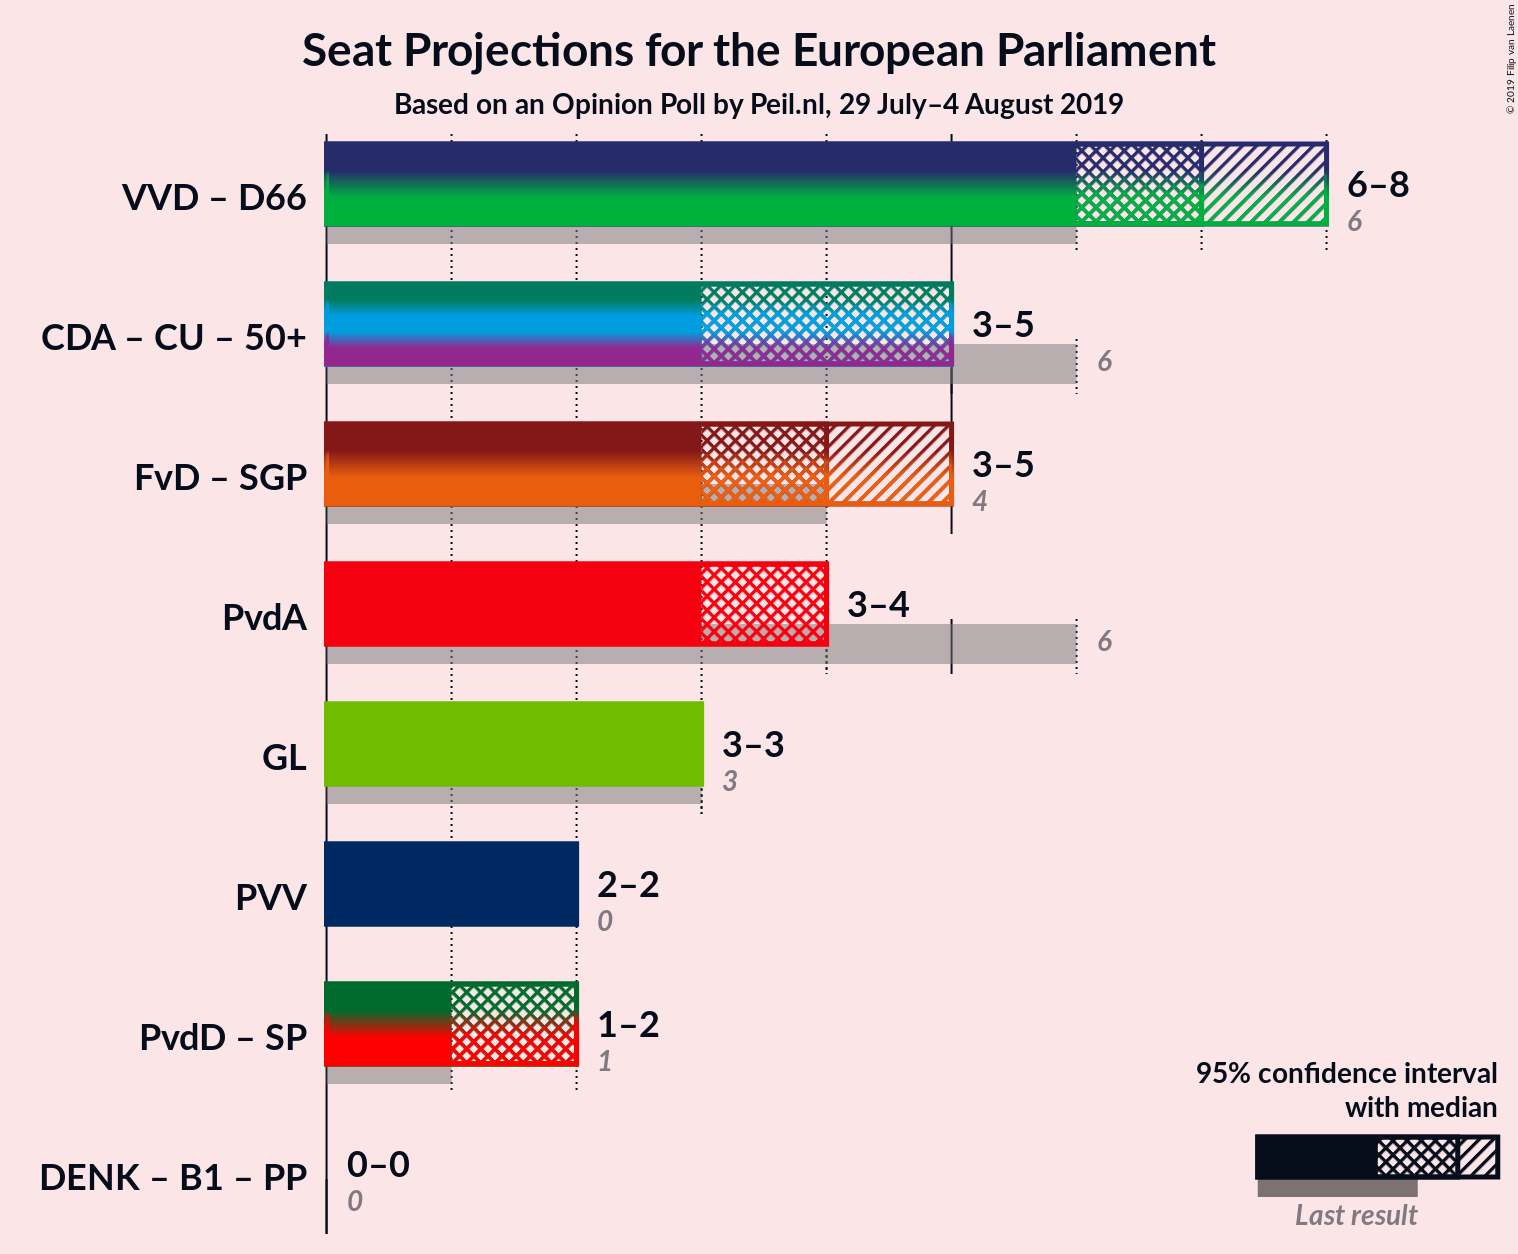 Seat Projections for the European Parliament
Based on an Opinion Poll by Peil.nl, 29 July–4 August 2019
© 2019 Filip van Laenen
VVD – D66
6–8
6
CDA – CU – 50+
3–5
6
FvD – SGP
3–5
4
PvdA
3–4
6
GL
3–3
3
PVV
2–2
0
PvdD – SP
1–2
1
DENK – B1 – PP
0–0
0
95% confidence interval
with median
Last result